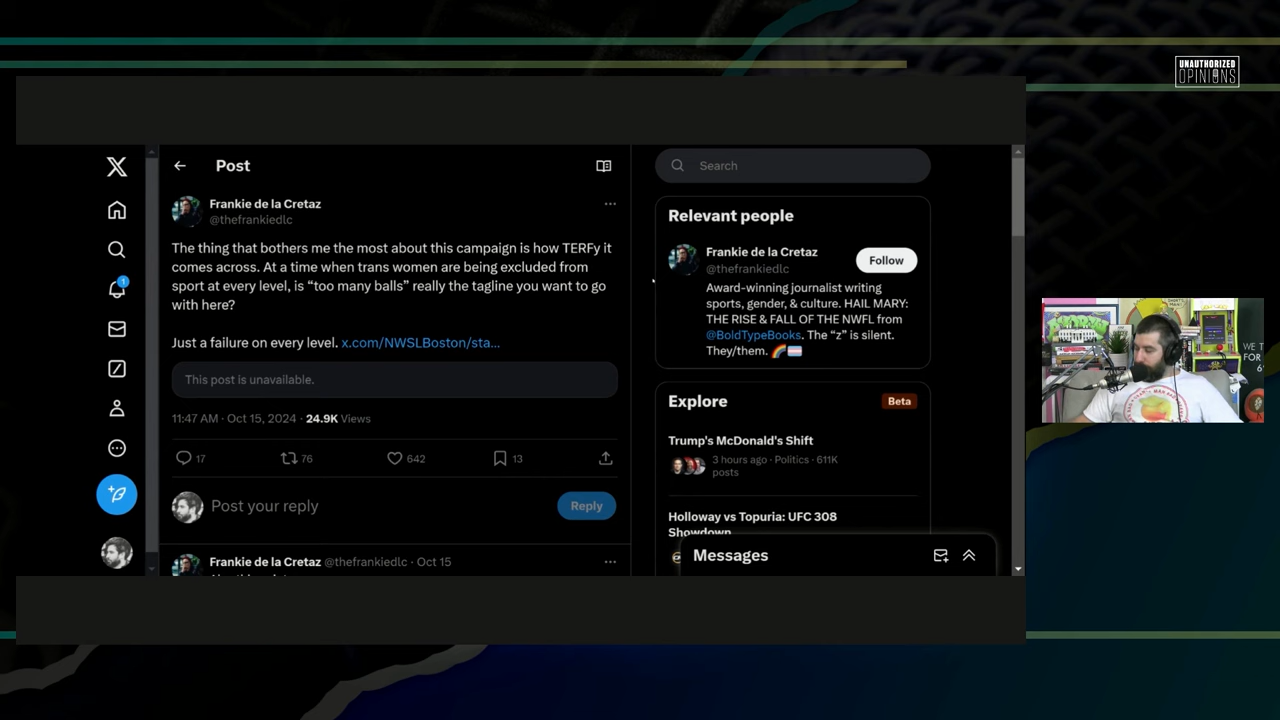 UNAUTHORIZED
OPINIONS
Post
Frankie de la Cretaz
@thefrankiedlc
The thing that bothers me the most about this campaign is how TERFy it
comes across. At a time when trans women are being excluded from
sport at every level, is “too many balls” really the tagline you want to go
with here?
Just a failure on every level. x.com/NWSLBoston/sta...
This post is unavailable.
11:47 AM · Oct 15, 2024 · 24.9K Views
17 76 642 13
Post your reply
Reply
Frankie de la Cretaz @thefrankiedlc · Oct 15
Search
Relevant people
Frankie de la Cretaz
@thefrankiedlc
Follow
Award-winning journalist writing
sports, gender, & culture. HAIL MARY:
THE RISE & FALL OF THE NWFL from
@BoldTypeBooks. The “z” is silent.
They/them. 🏳️‍🌈🏳️‍⚧️
Explore
Beta
Trump's McDonald's Shift
3 hours ago · Politics · 611K
posts
Holloway vs Topuria: UFC 308
Showdown
Messages
1
WE T
FOR